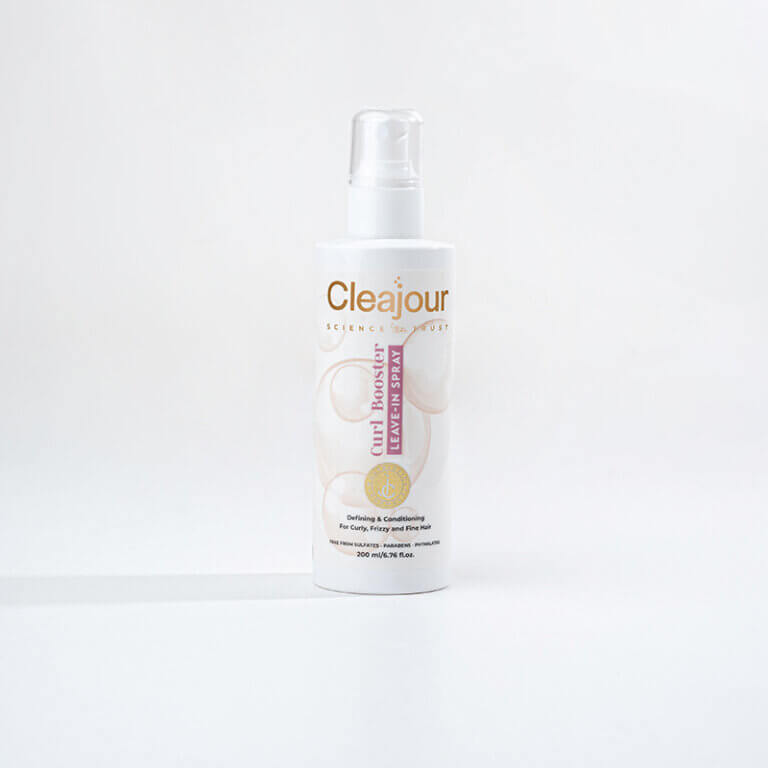 Cleajour
SCIENCE TRUST
Curl Booster
LEAVE-IN SPRAY
Defining & Conditioning
For Curly, Frizzy and Fine Hair
FREE FROM SULFATES - PARABENS - PHTHALATES
200 ml/6.76 fl.oz.